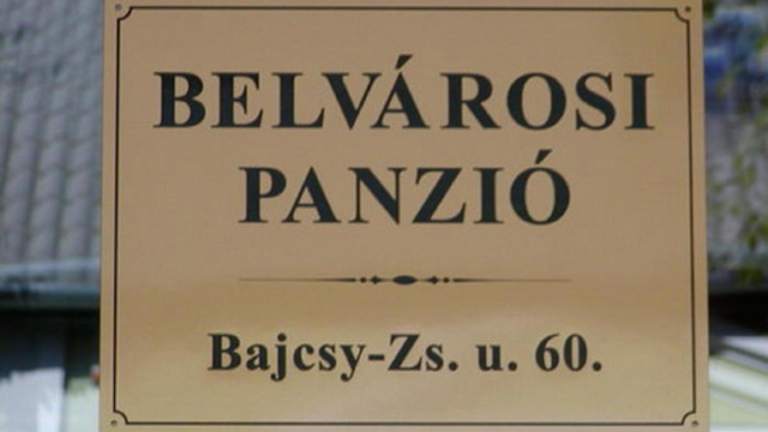 BELVÁROSI
PANZIÓ
Bajcsy-Zs. u. 60.